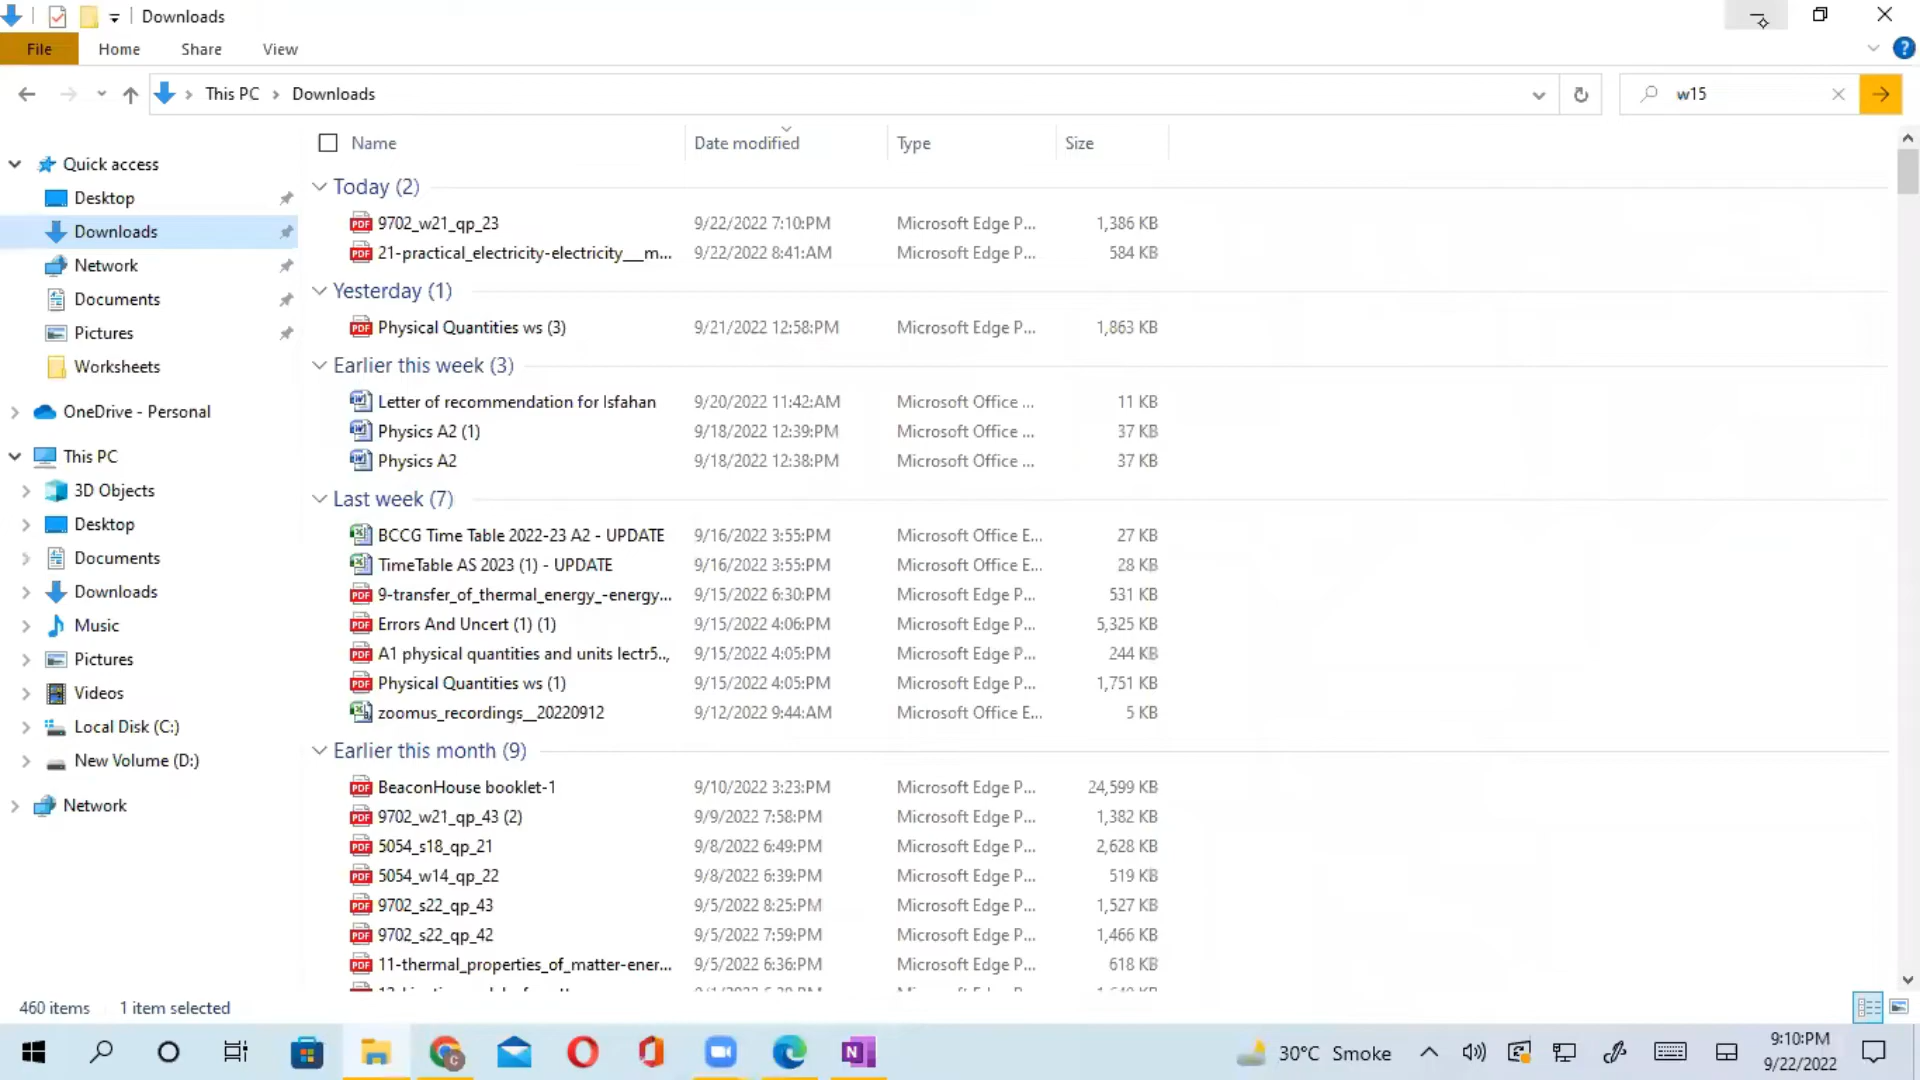 Downloads
File Home Share View
This PC > Downloads
w15
Name Date modified Type Size
Quick access
Desktop
Downloads
Network
Documents
Pictures
Worksheets
OneDrive - Personal
This PC
3D Objects
Desktop
Documents
Downloads
Music
Pictures
Videos
Local Disk (C:)
New Volume (D:)
Network
Today (2)
9702_w21_qp_23 9/22/2022 7:10:PM Microsoft Edge P... 1,386 KB
21-practical_electricity-electricity___m... 9/22/2022 8:41:AM Microsoft Edge P... 584 KB
Yesterday (1)
Physical Quantities ws (3) 9/21/2022 12:58:PM Microsoft Edge P... 1,863 KB
Earlier this week (3)
Letter of recommendation for Isfahan 9/20/2022 11:42:AM Microsoft Office ... 11 KB
Physics A2 (1) 9/18/2022 12:39:PM Microsoft Office ... 37 KB
Physics A2 9/18/2022 12:38:PM Microsoft Office ... 37 KB
Last week (7)
BCCG Time Table 2022-23 A2 - UPDATE 9/16/2022 3:55:PM Microsoft Office E... 27 KB
TimeTable AS 2023 (1) - UPDATE 9/16/2022 3:55:PM Microsoft Office E... 28 KB
9-transfer_of_thermal_energy_-energy... 9/15/2022 6:30:PM Microsoft Edge P... 531 KB
Errors And Uncert (1) (1) 9/15/2022 4:06:PM Microsoft Edge P... 5,325 KB
A1 physical quantities and units lectr5.., 9/15/2022 4:05:PM Microsoft Edge P... 244 KB
Physical Quantities ws (1) 9/15/2022 4:05:PM Microsoft Edge P... 1,751 KB
zoomus_recordings__20220912 9/12/2022 9:44:AM Microsoft Office E... 5 KB
Earlier this month (9)
BeaconHouse booklet-1 9/10/2022 3:23:PM Microsoft Edge P... 24,599 KB
9702_w21_qp_43 (2) 9/9/2022 7:58:PM Microsoft Edge P... 1,382 KB
5054_s18_qp_21 9/8/2022 6:49:PM Microsoft Edge P... 2,628 KB
5054_w14_qp_22 9/8/2022 6:39:PM Microsoft Edge P... 519 KB
9702_s22_qp_43 9/5/2022 8:25:PM Microsoft Edge P... 1,527 KB
9702_s22_qp_42 9/5/2022 7:59:PM Microsoft Edge P... 1,466 KB
11-thermal_properties_of_matter-ener... 9/5/2022 6:36:PM Microsoft Edge P... 618 KB
460 items 1 item selected
30°C Smoke
9:10:PM
9/22/2022